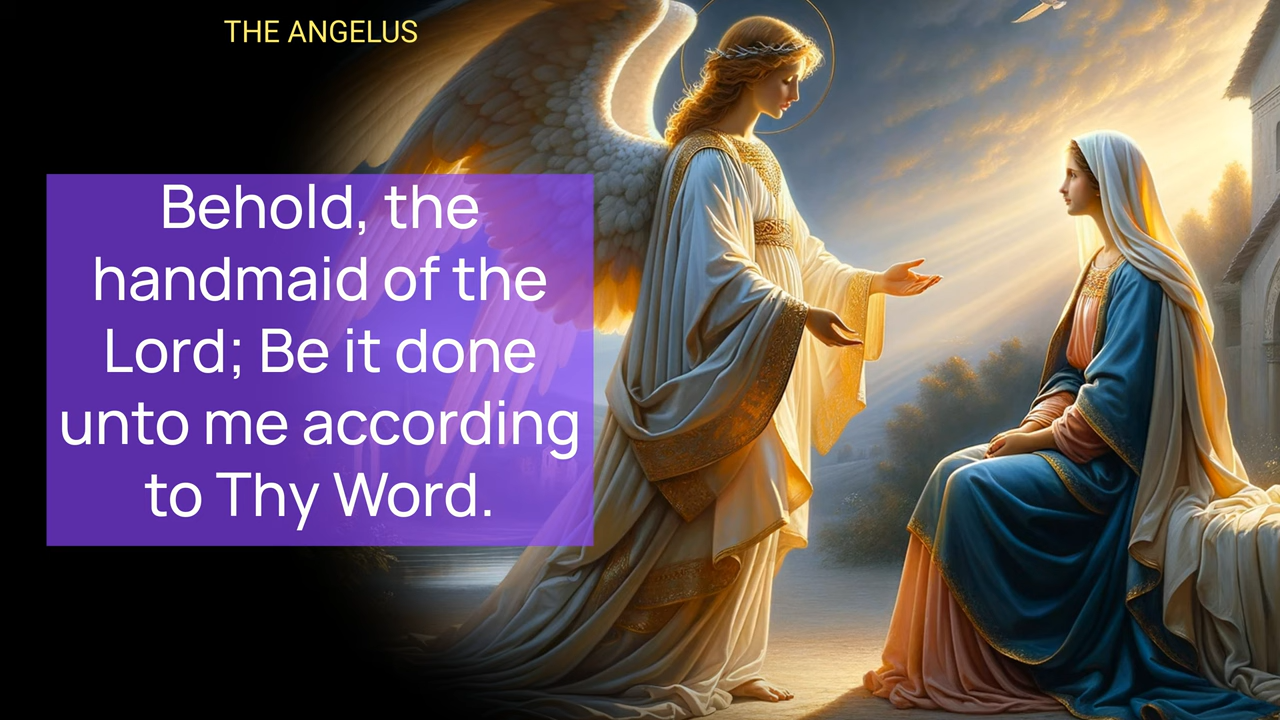 THE ANGELUS
Behold, the
handmaid of the
Lord; Be it done
unto me according
to Thy Word.